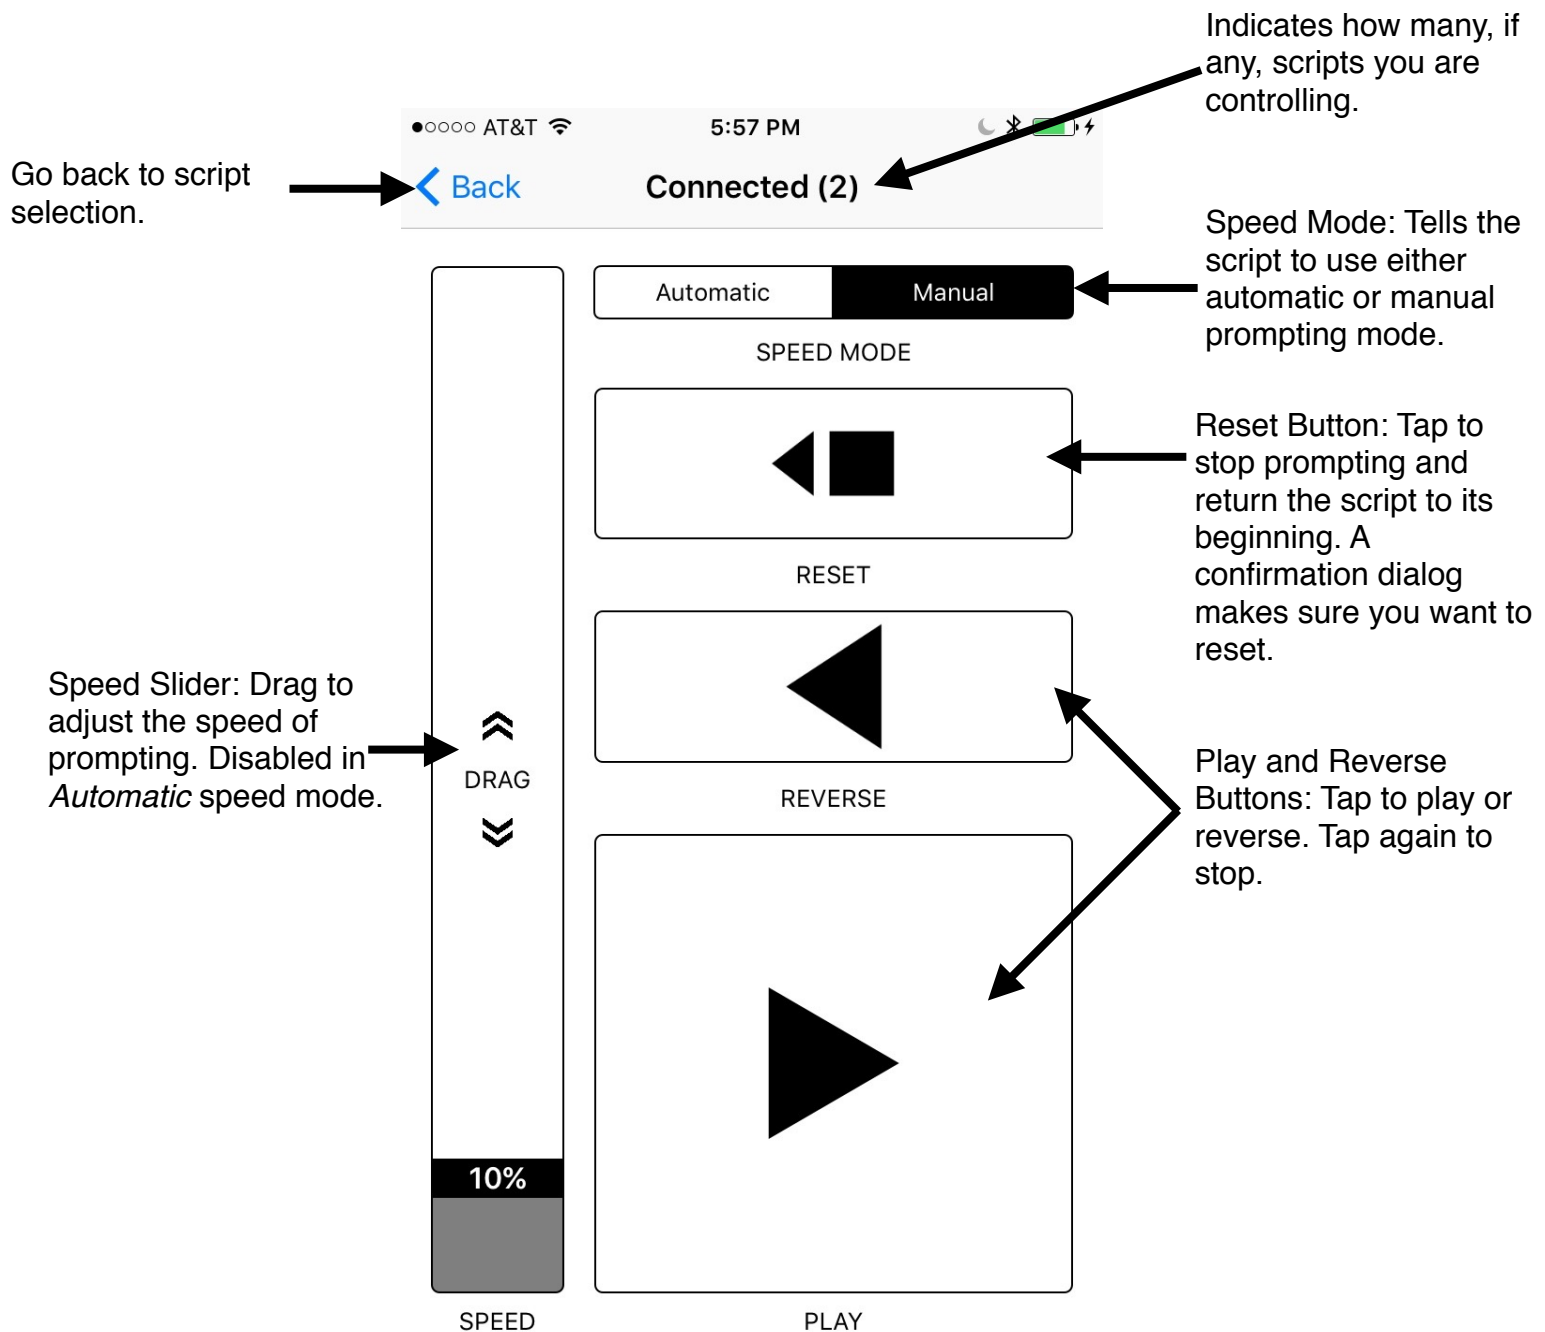 Indicates how many, if
any, scripts you are
controlling.
AT&T 5:57 PM
Go back to script
selection.
Back Connected (2)
Speed Mode: Tells the
script to use either
automatic or manual
prompting mode.
Automatic Manual
SPEED MODE
Reset Button: Tap to
stop prompting and
return the script to its
beginning. A
confirmation dialog
makes sure you want to
reset.
RESET
Speed Slider: Drag to
adjust the speed of
prompting. Disabled in
Automatic speed mode.
DRAG
REVERSE
Play and Reverse
Buttons: Tap to play or
reverse. Tap again to
stop.
10%
SPEED PLAY